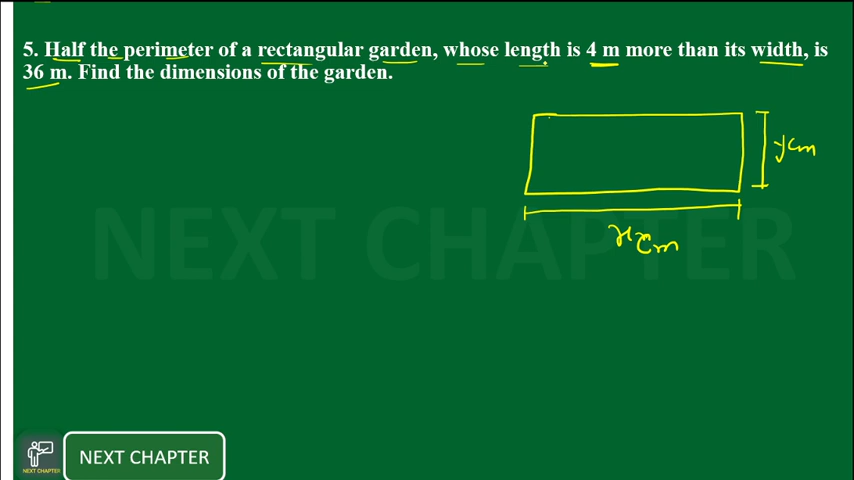 5. Half the perimeter of a rectangular garden, whose length is 4 m more than its width, is
36 m. Find the dimensions of the garden.
y cm
x cm
NEXT CHAPTER
NEXT CHAPTER
NEXT CHAPTER